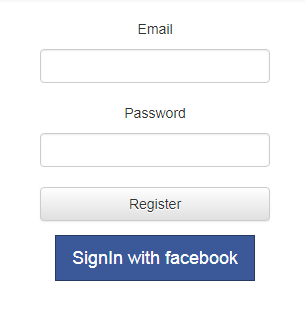 Email
Password
Register
SignIn with facebook